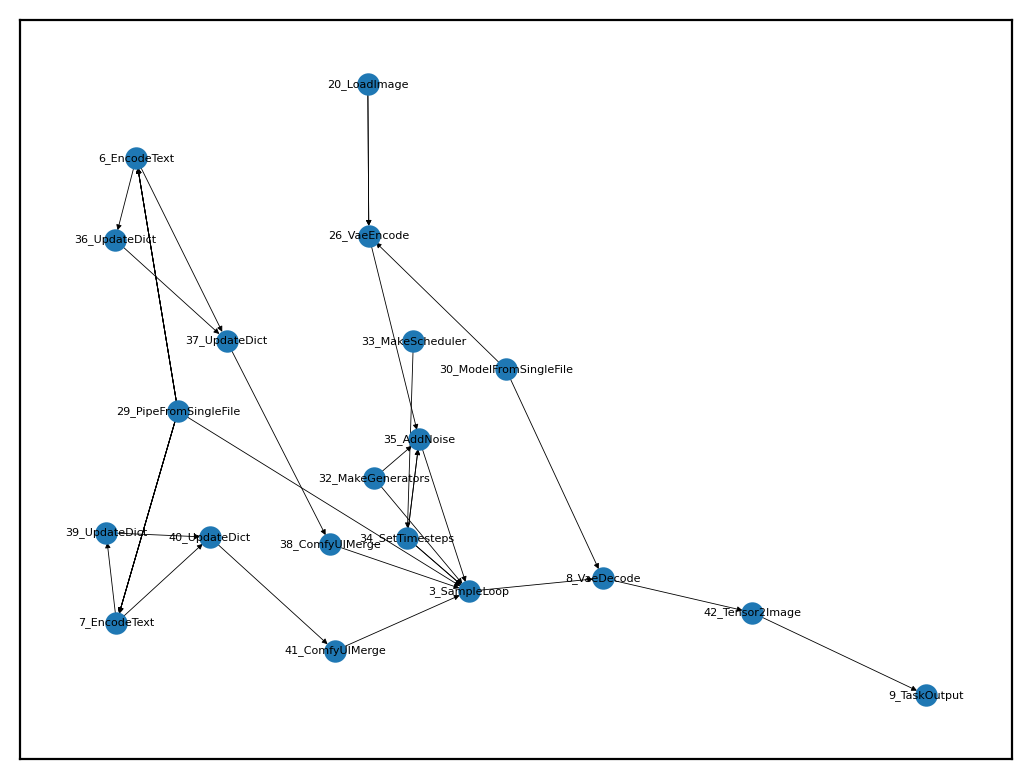 20_LoadImage
6_EncodeText
26_VaeEncode
36_UpdateDict
33_MakeScheduler
37_UpdateDict
30_ModelFromSingleFile
29_PipeFromSingleFile
35_AddNoise
32_MakeGenerators
39_UpdateDict
40_UpdateDict
34_SetTimesteps
38_ComfyUIMerge
8_VaeDecode
3_SampleLoop
42_Tensor2Image
7_EncodeText
41_ComfyUIMerge
9_TaskOutput